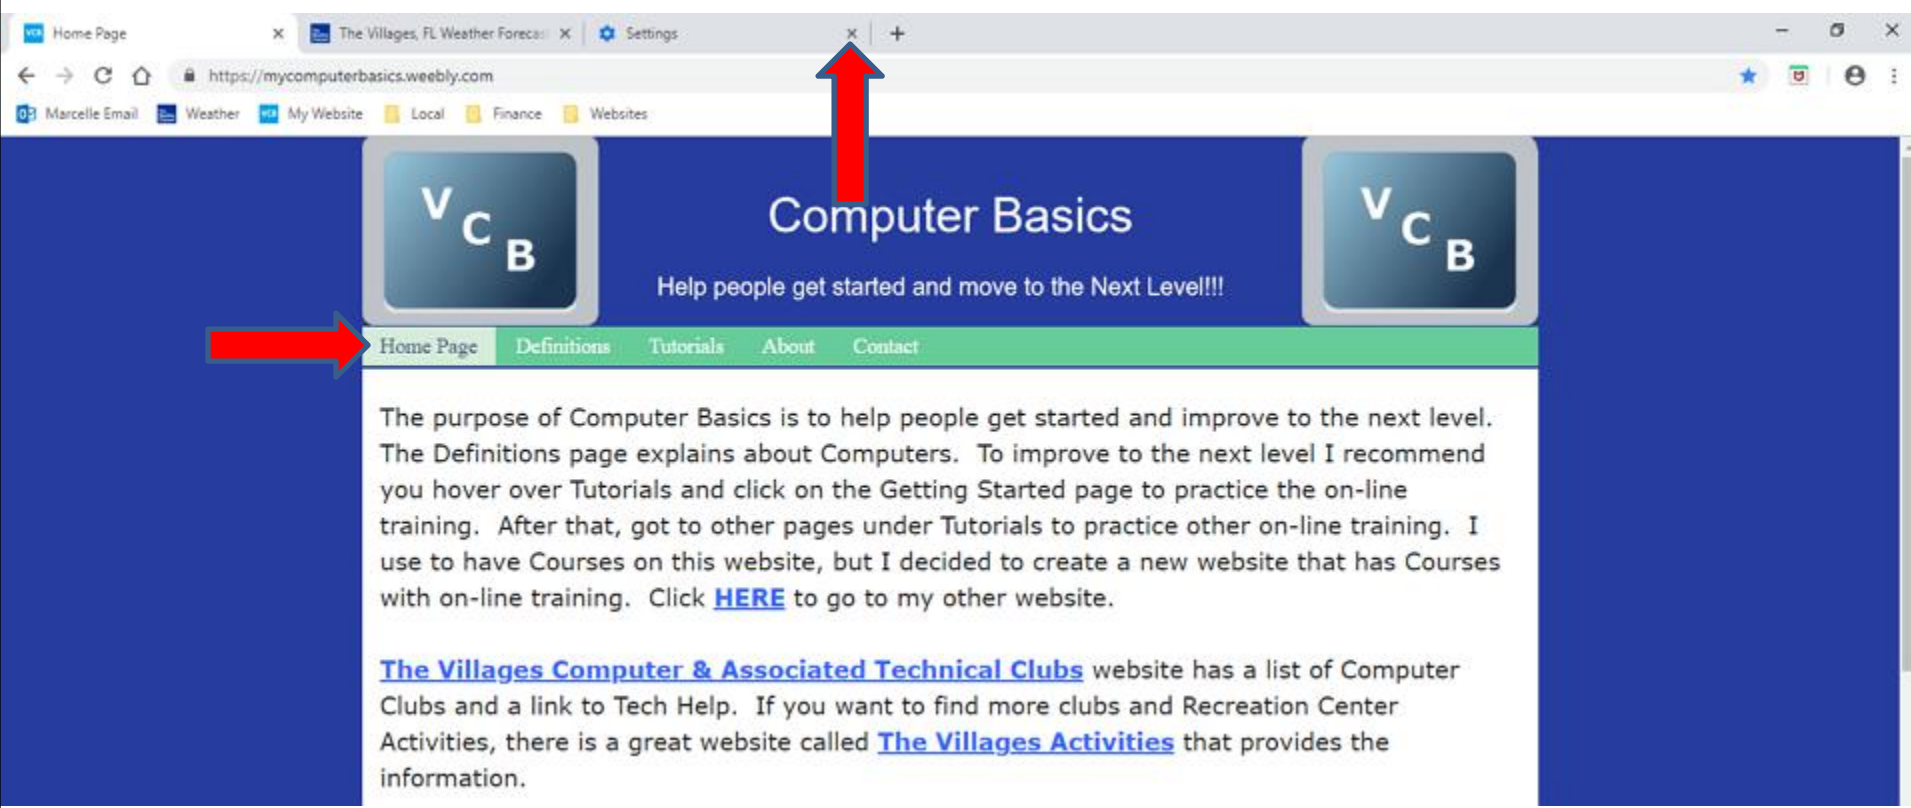 Home Page
The Villages, FL Weather Forecas
Settings
https://mycomputerbasics.weebly.com
Marcelle Email Weather My Website Local Finance Websites
V C B
Computer Basics
V C B
Help people get started and move to the Next Level!!!
Home Page Definitions Tutorials About Contact
The purpose of Computer Basics is to help people get started and improve to the next level.
The Definitions page explains about Computers. To improve to the next level I recommend
you hover over Tutorials and click on the Getting Started page to practice the on-line
training. After that, got to other pages under Tutorials to practice other on-line training. I
use to have Courses on this website, but I decided to create a new website that has Courses
with on-line training. Click HERE to go to my other website.
The Villages Computer & Associated Technical Clubs website has a list of Computer
Clubs and a link to Tech Help. If you want to find more clubs and Recreation Center
Activities, there is a great website called The Villages Activities that provides the
information.